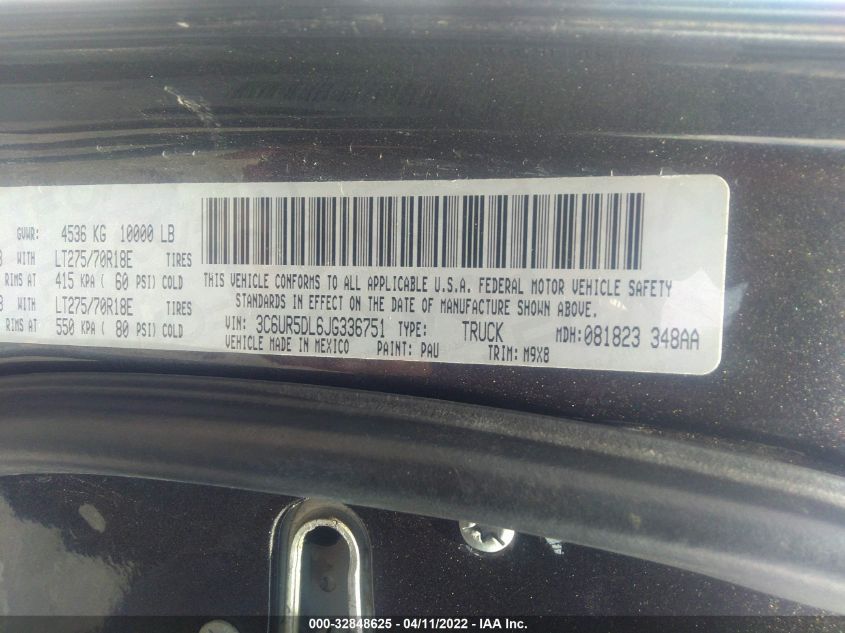 GVWR: 4536 KG 10000 LB
WITH LT275/70R18E TIRES
RIMS AT 415 KPA ( 60 PSI) COLD
WITH LT275/70R18E TIRES
RIMS AT 550 KPA ( 80 PSI) COLD
THIS VEHICLE CONFORMS TO ALL APPLICABLE U.S.A. FEDERAL MOTOR VEHICLE SAFETY
STANDARDS IN EFFECT ON THE DATE OF MANUFACTURE SHOWN ABOVE.
VIN: 3C6UR5DL6JG336751 TYPE: TRUCK MDH: 081823 348AA
VEHICLE MADE IN MEXICO PAINT: PAU TRIM: M9X8
000-32848625 - 04/11/2022 - IAA Inc.